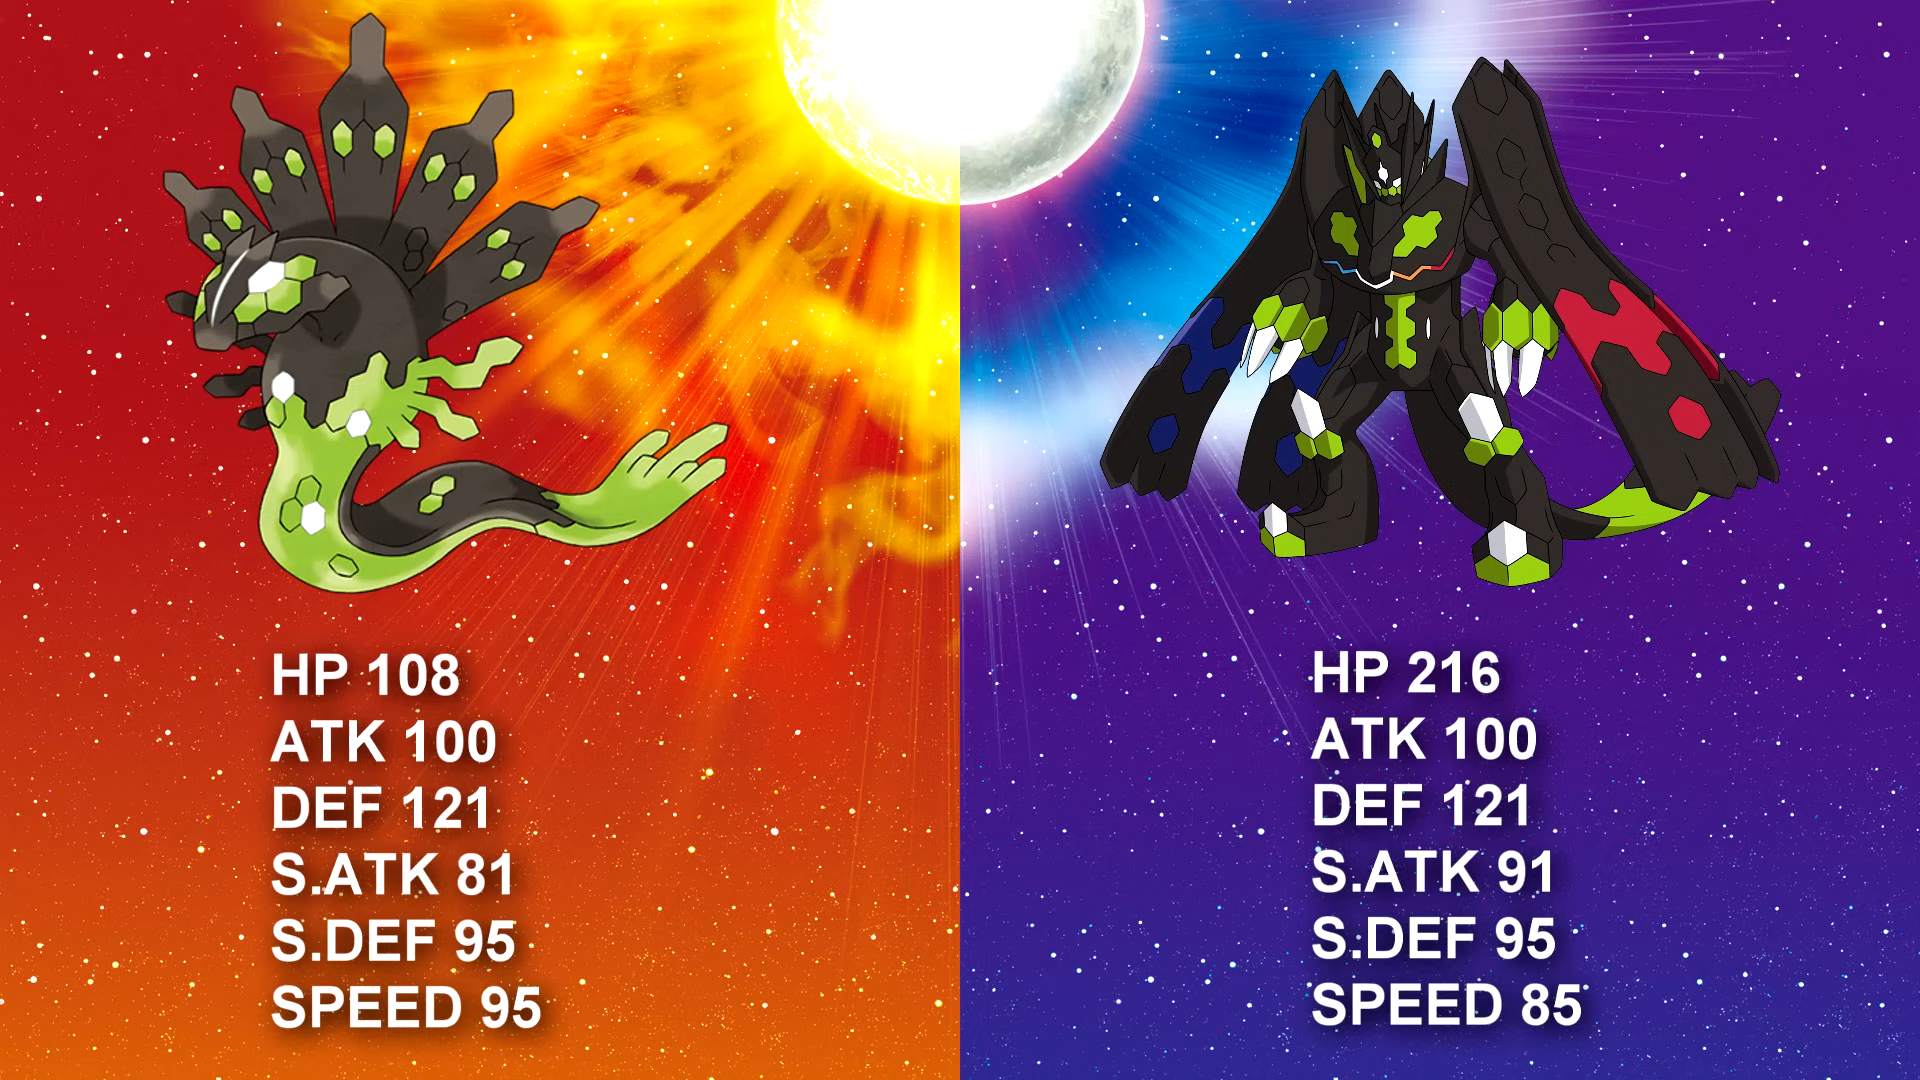 HP 108
ATK 100
DEF 121
S.ATK 81
S.DEF 95
SPEED 95
HP 216
ATK 100
DEF 121
S.ATK 91
S.DEF 95
SPEED 85